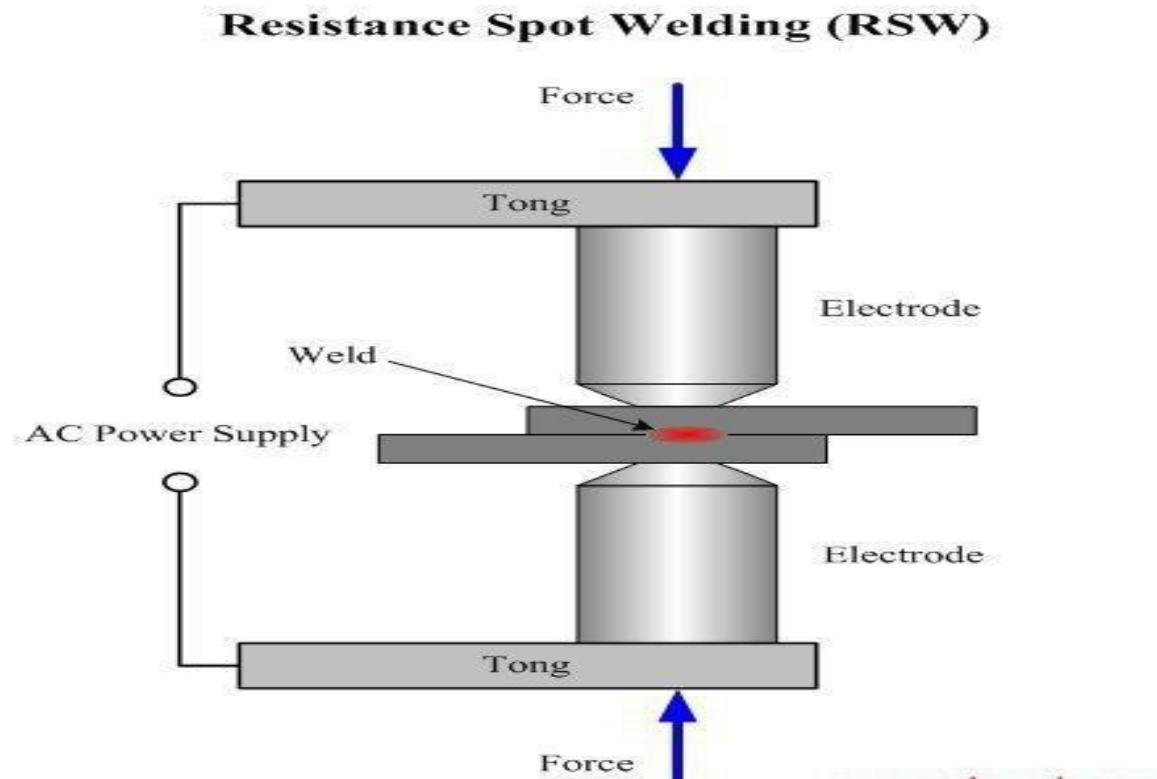 Resistance Spot Welding (RSW)
Force
Tong
Electrode
Weld
AC Power Supply
Electrode
Tong
Force